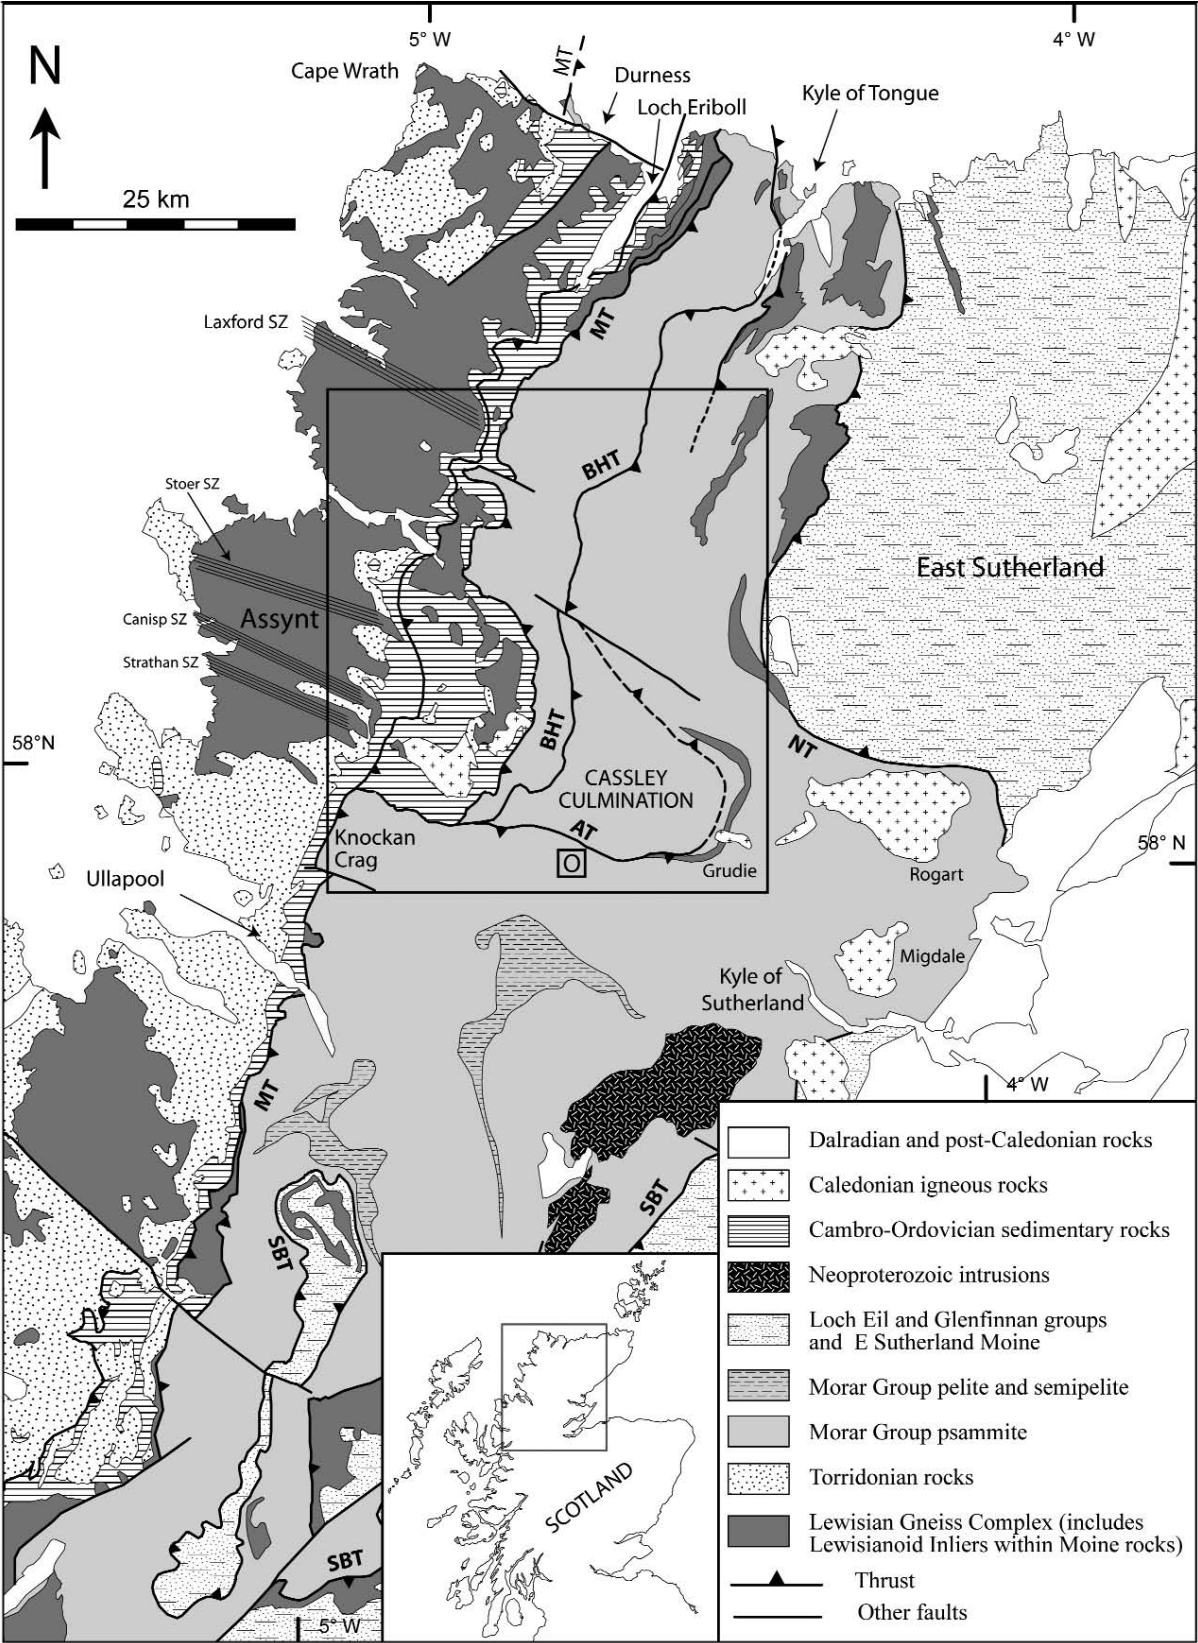 5° W
4° W
N
MT
Cape Wrath
Durness
Loch Eriboll
Kyle of Tongue
25 km
Laxford SZ
MT
BHT
Stoer SZ
East Sutherland
Canisp SZ
Assynt
Strathan SZ
BHT
NT
58°N
CASSLEY
CULMINATION
AT
Knockan
Crag
O
58° N
Grudie
Rogart
Ullapool
Migdale
Kyle of
Sutherland
MT
4° W
SBT
SBT
Dalradian and post-Caledonian rocks
Caledonian igneous rocks
Cambro-Ordovician sedimentary rocks
Neoproterozoic intrusions
Loch Eil and Glenfinnan groups
and E Sutherland Moine
Morar Group pelite and semipelite
Morar Group psammite
Torridonian rocks
Lewisian Gneiss Complex (includes
Lewisianoid Inliers within Moine rocks)
Thrust
Other faults
SCOTLAND
SBT
5° W